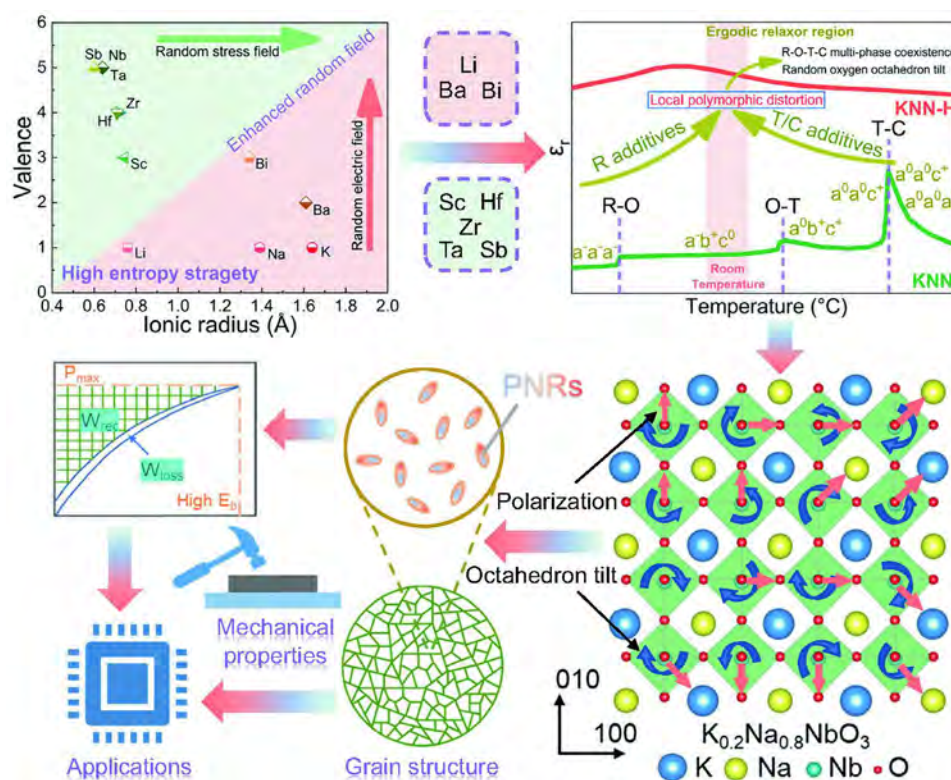 Sb Nb
Ta
Zr
Hf
Sc
Bi
Ba
Li
Na
K
Random stress field
Enhanced random field
Random electric field
High entropy stragety
Valence
6
5
4
3
2
1
0
0.4 0.6 0.8 1.0 1.2 1.4 1.6 1.8 2.0
Ionic radius (Å)
Li
Ba Bi
Sc Hf
Zr
Ta Sb
Ergodic relaxor region
R-O-T-C multi-phase coexistence
Random oxygen octahedron tilt
Local polymorphic distortion
KNN-H
R additives
T/C additives
T-C
εr
R-O
O-T
a⁰a⁰c⁺
a⁰a⁰c⁺
a⁰a⁰a⁰
a⁰b⁺c⁺
a⁻b⁺c⁰
a⁻a⁻a⁻
Room
Temperature
KNN
Temperature (°C)
Pmax
Wrec
Wloss
High Eb
PNRs
Polarization
Octahedron tilt
Mechanical
properties
Applications
Grain structure
010
100
K0.2Na0.8NbO3
K Na Nb O